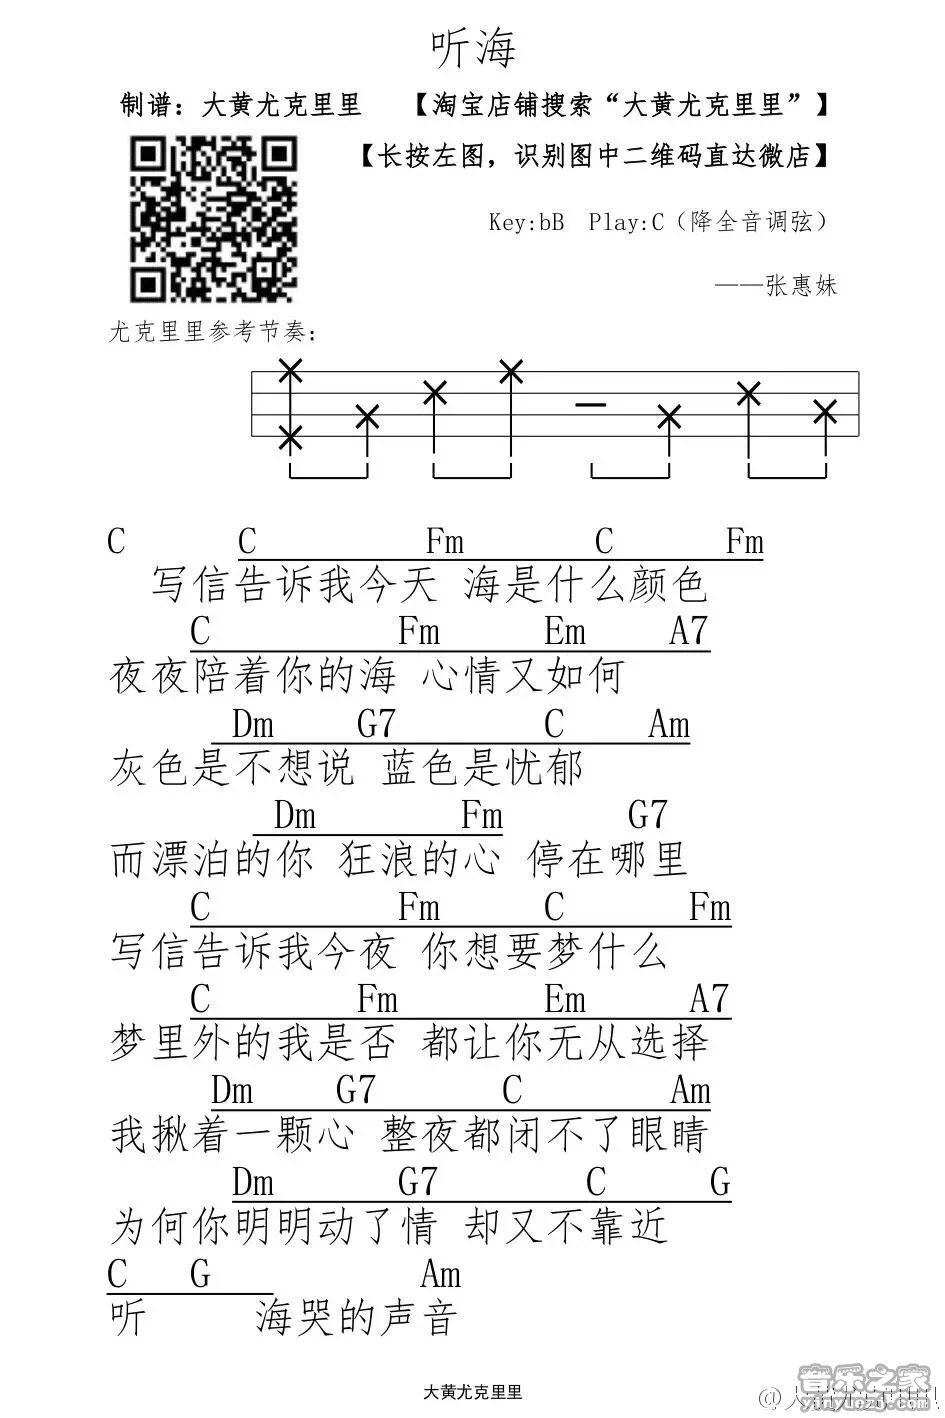 听海
制谱：大黄尤克里里 【淘宝店铺搜索“大黄尤克里里”】
【长按左图，识别图中二维码直达微店】
Key:bB Play:C（降全音调弦）
——张惠妹
尤克里里参考节奏：
C C Fm C Fm
写信告诉我今天 海是什么颜色
C Fm Em A7
夜夜陪着你的海 心情又如何
Dm G7 C Am
灰色是不想说 蓝色是忧郁
Dm Fm G7
而漂泊的你 狂浪的心 停在哪里
C Fm C Fm
写信告诉我今夜 你想要梦什么
C Fm Em A7
梦里外的我是否 都让你无从选择
Dm G7 C Am
我揪着一颗心 整夜都闭不了眼睛
Dm G7 C G
为何你明明动了情 却又不靠近
C G Am
听 海哭的声音
大黄尤克里里
音乐之家
yinyuezj.com